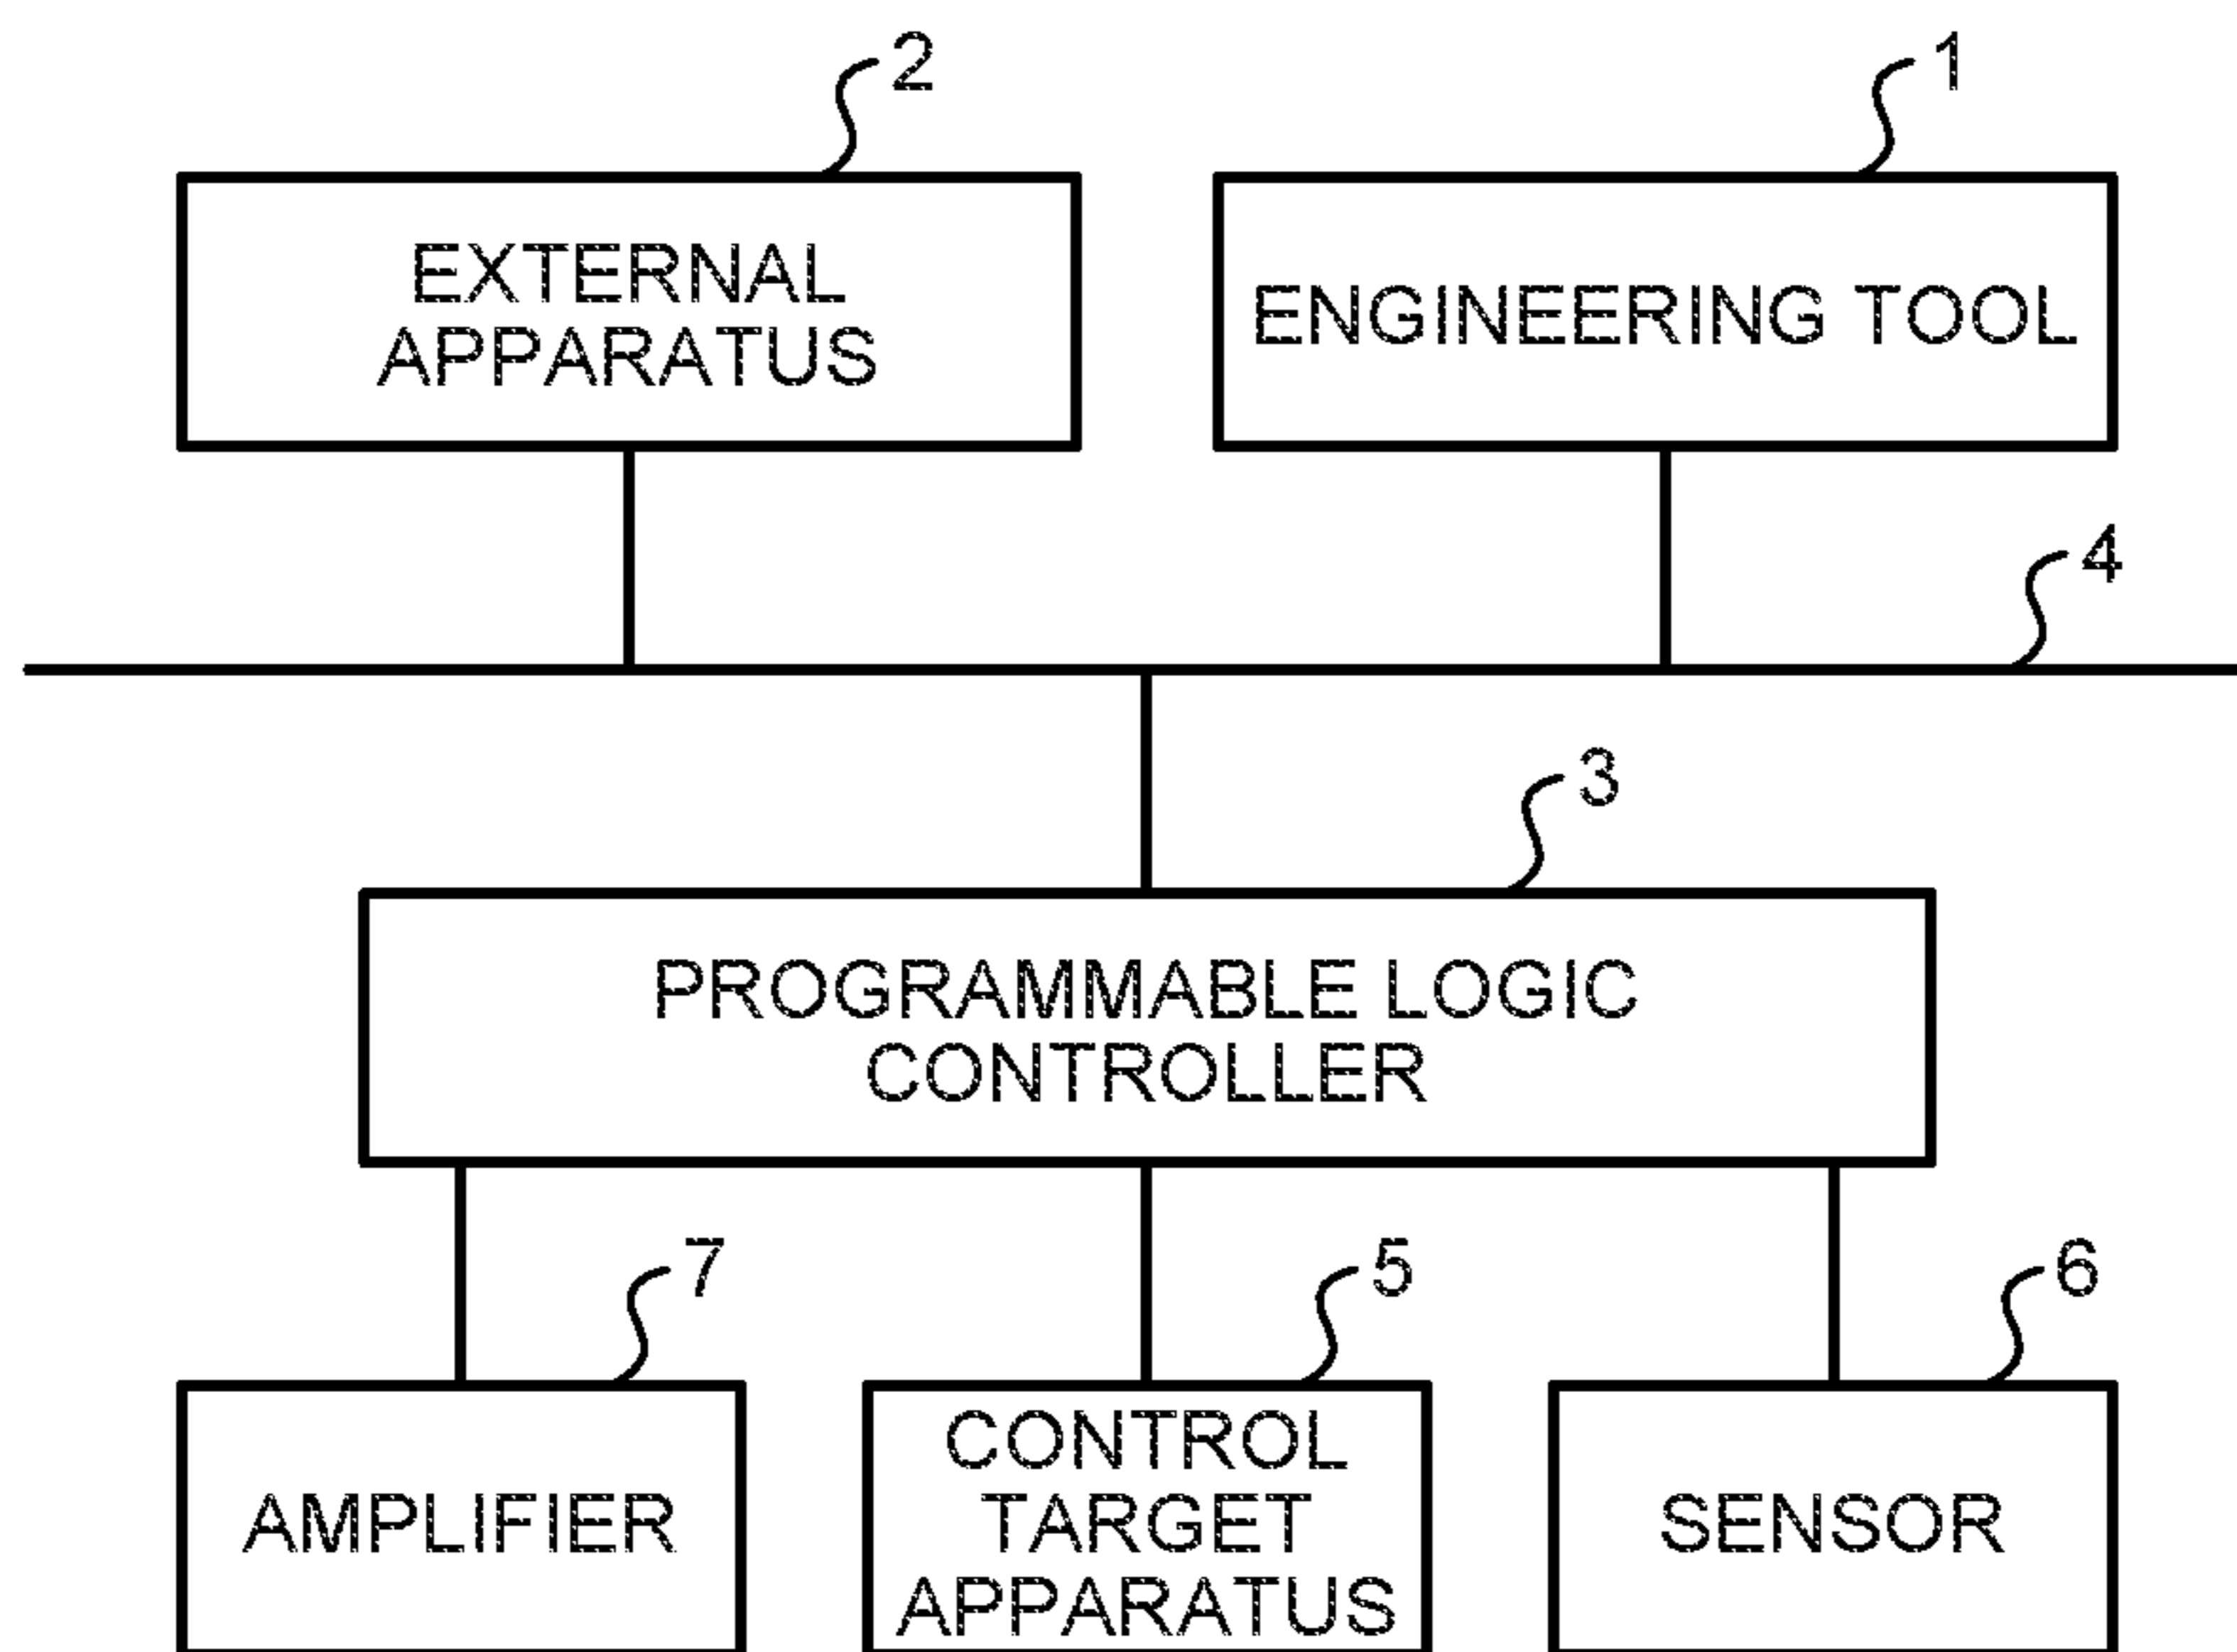 2
1
EXTERNAL
APPARATUS
ENGINEERING TOOL
4
3
PROGRAMMABLE LOGIC
CONTROLLER
7
5
6
AMPLIFIER
CONTROL
TARGET
APPARATUS
SENSOR